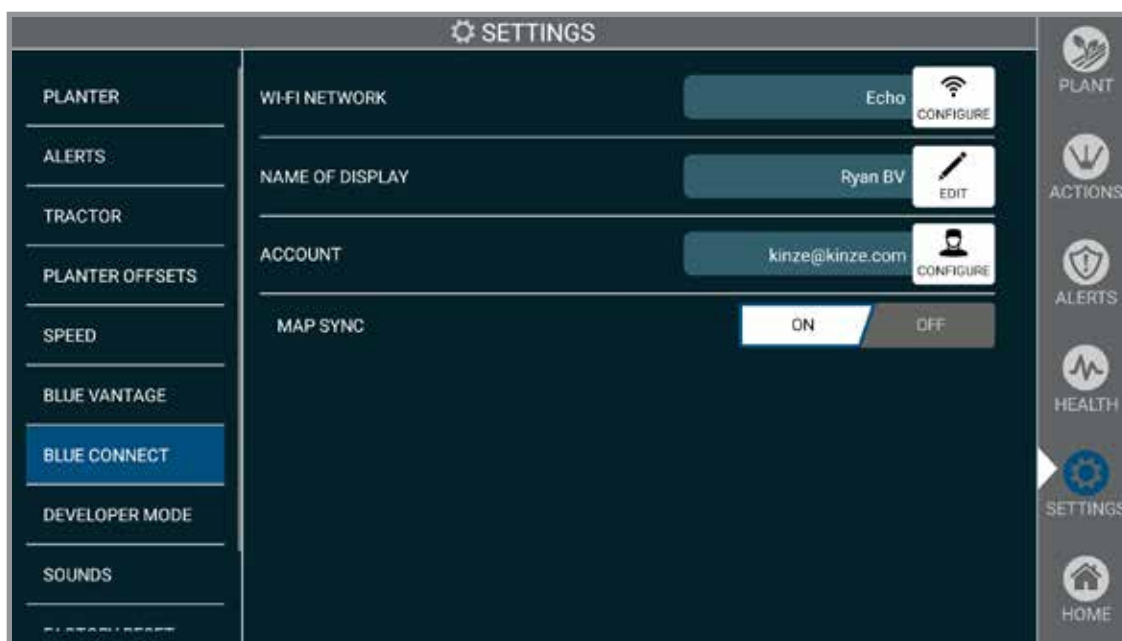 SETTINGS
PLANTER
ALERTS
TRACTOR
PLANTER OFFSETS
SPEED
BLUE VANTAGE
BLUE CONNECT
DEVELOPER MODE
SOUNDS
WI-FI NETWORK
Echo
CONFIGURE
NAME OF DISPLAY
Ryan BV
EDIT
ACCOUNT
kinze@kinze.com
CONFIGURE
MAP SYNC
ON
OFF
PLANT
ACTIONS
ALERTS
HEALTH
SETTINGS
HOME